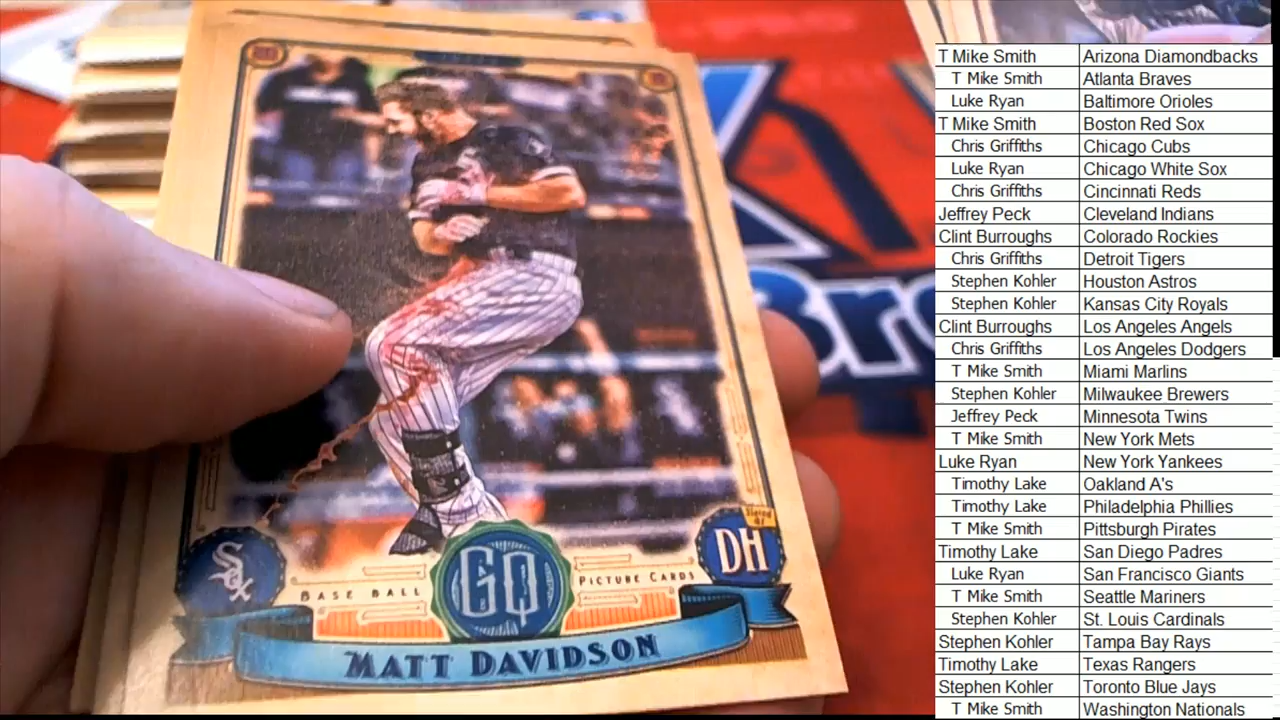 Sox
BASE BALL
GQ
PICTURE CARDS
DH
MATT DAVIDSON
Bre
T Mike Smith Arizona Diamondbacks
T Mike Smith Atlanta Braves
Luke Ryan Baltimore Orioles
T Mike Smith Boston Red Sox
Chris Griffiths Chicago Cubs
Luke Ryan Chicago White Sox
Chris Griffiths Cincinnati Reds
Jeffrey Peck Cleveland Indians
Clint Burroughs Colorado Rockies
Chris Griffiths Detroit Tigers
Stephen Kohler Houston Astros
Stephen Kohler Kansas City Royals
Clint Burroughs Los Angeles Angels
Chris Griffiths Los Angeles Dodgers
T Mike Smith Miami Marlins
Stephen Kohler Milwaukee Brewers
Jeffrey Peck Minnesota Twins
T Mike Smith New York Mets
Luke Ryan New York Yankees
Timothy Lake Oakland A's
Timothy Lake Philadelphia Phillies
T Mike Smith Pittsburgh Pirates
Timothy Lake San Diego Padres
Luke Ryan San Francisco Giants
T Mike Smith Seattle Mariners
Stephen Kohler St. Louis Cardinals
Stephen Kohler Tampa Bay Rays
Timothy Lake Texas Rangers
Stephen Kohler Toronto Blue Jays
T Mike Smith Washington Nationals